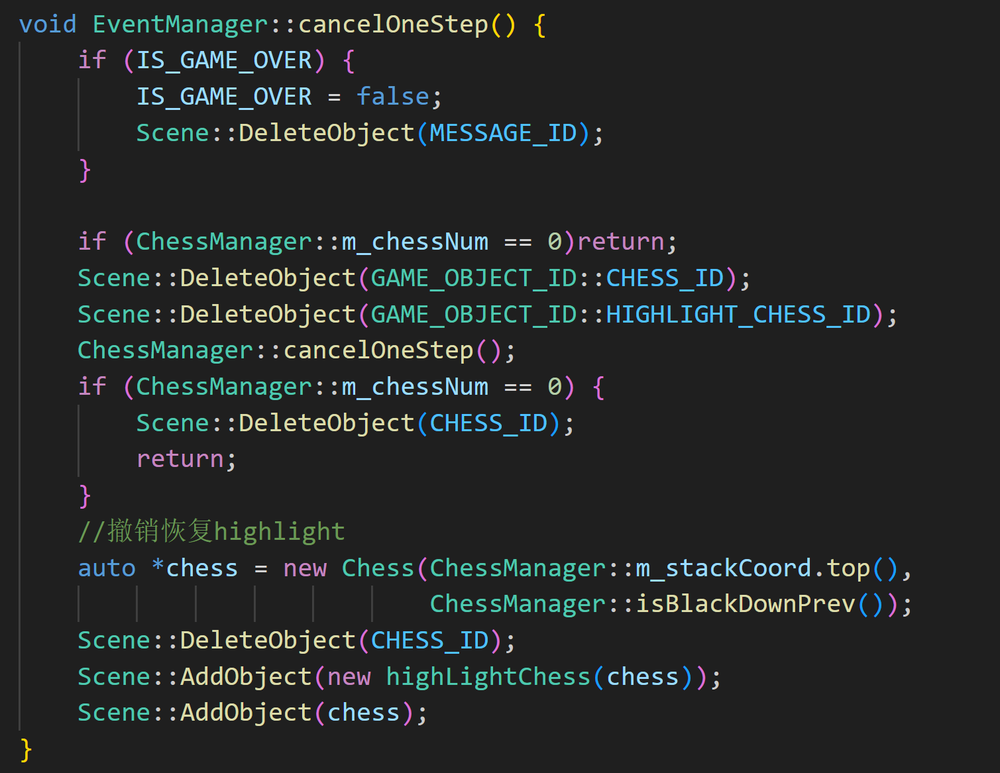 void EventManager::cancelOneStep() {
    if (IS_GAME_OVER) {
        IS_GAME_OVER = false;
        Scene::DeleteObject(MESSAGE_ID);
    }

    if (ChessManager::m_chessNum == 0)return;
    Scene::DeleteObject(GAME_OBJECT_ID::CHESS_ID);
    Scene::DeleteObject(GAME_OBJECT_ID::HIGHLIGHT_CHESS_ID);
    ChessManager::cancelOneStep();
    if (ChessManager::m_chessNum == 0) {
        Scene::DeleteObject(CHESS_ID);
        return;
    }
    //撤销恢复highlight
    auto *chess = new Chess(ChessManager::m_stackCoord.top(),
                            ChessManager::isBlackDownPrev());
    Scene::DeleteObject(CHESS_ID);
    Scene::AddObject(new highLightChess(chess));
    Scene::AddObject(chess);
}